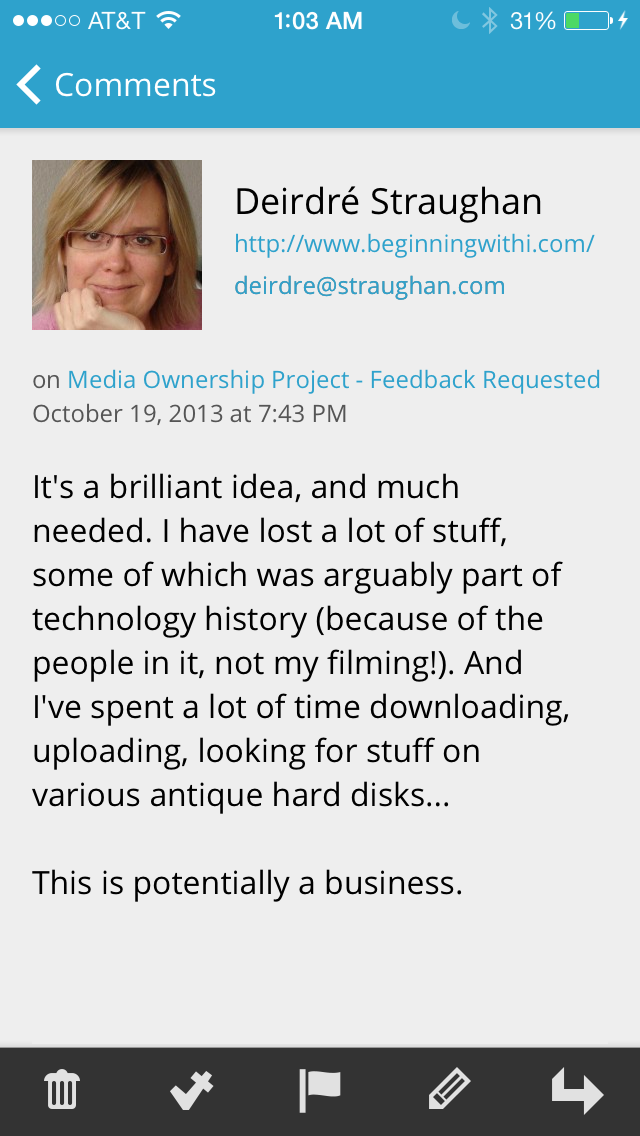 AT&T 1:03 AM 31%
Comments
Deirdré Straughan
http://www.beginningwithi.com/
deirdre@straughan.com
on Media Ownership Project - Feedback Requested
October 19, 2013 at 7:43 PM
It's a brilliant idea, and much
needed. I have lost a lot of stuff,
some of which was arguably part of
technology history (because of the
people in it, not my filming!). And
I've spent a lot of time downloading,
uploading, looking for stuff on
various antique hard disks...
This is potentially a business.